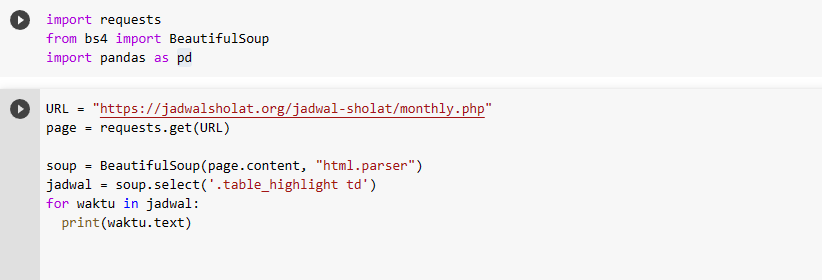 import requests
from bs4 import BeautifulSoup
import pandas as pd
URL = "https://jadwalsholat.org/jadwal-sholat/monthly.php"
page = requests.get(URL)
soup = BeautifulSoup(page.content, "html.parser")
jadwal = soup.select('.table_highlight td')
for waktu in jadwal:
  print(waktu.text)